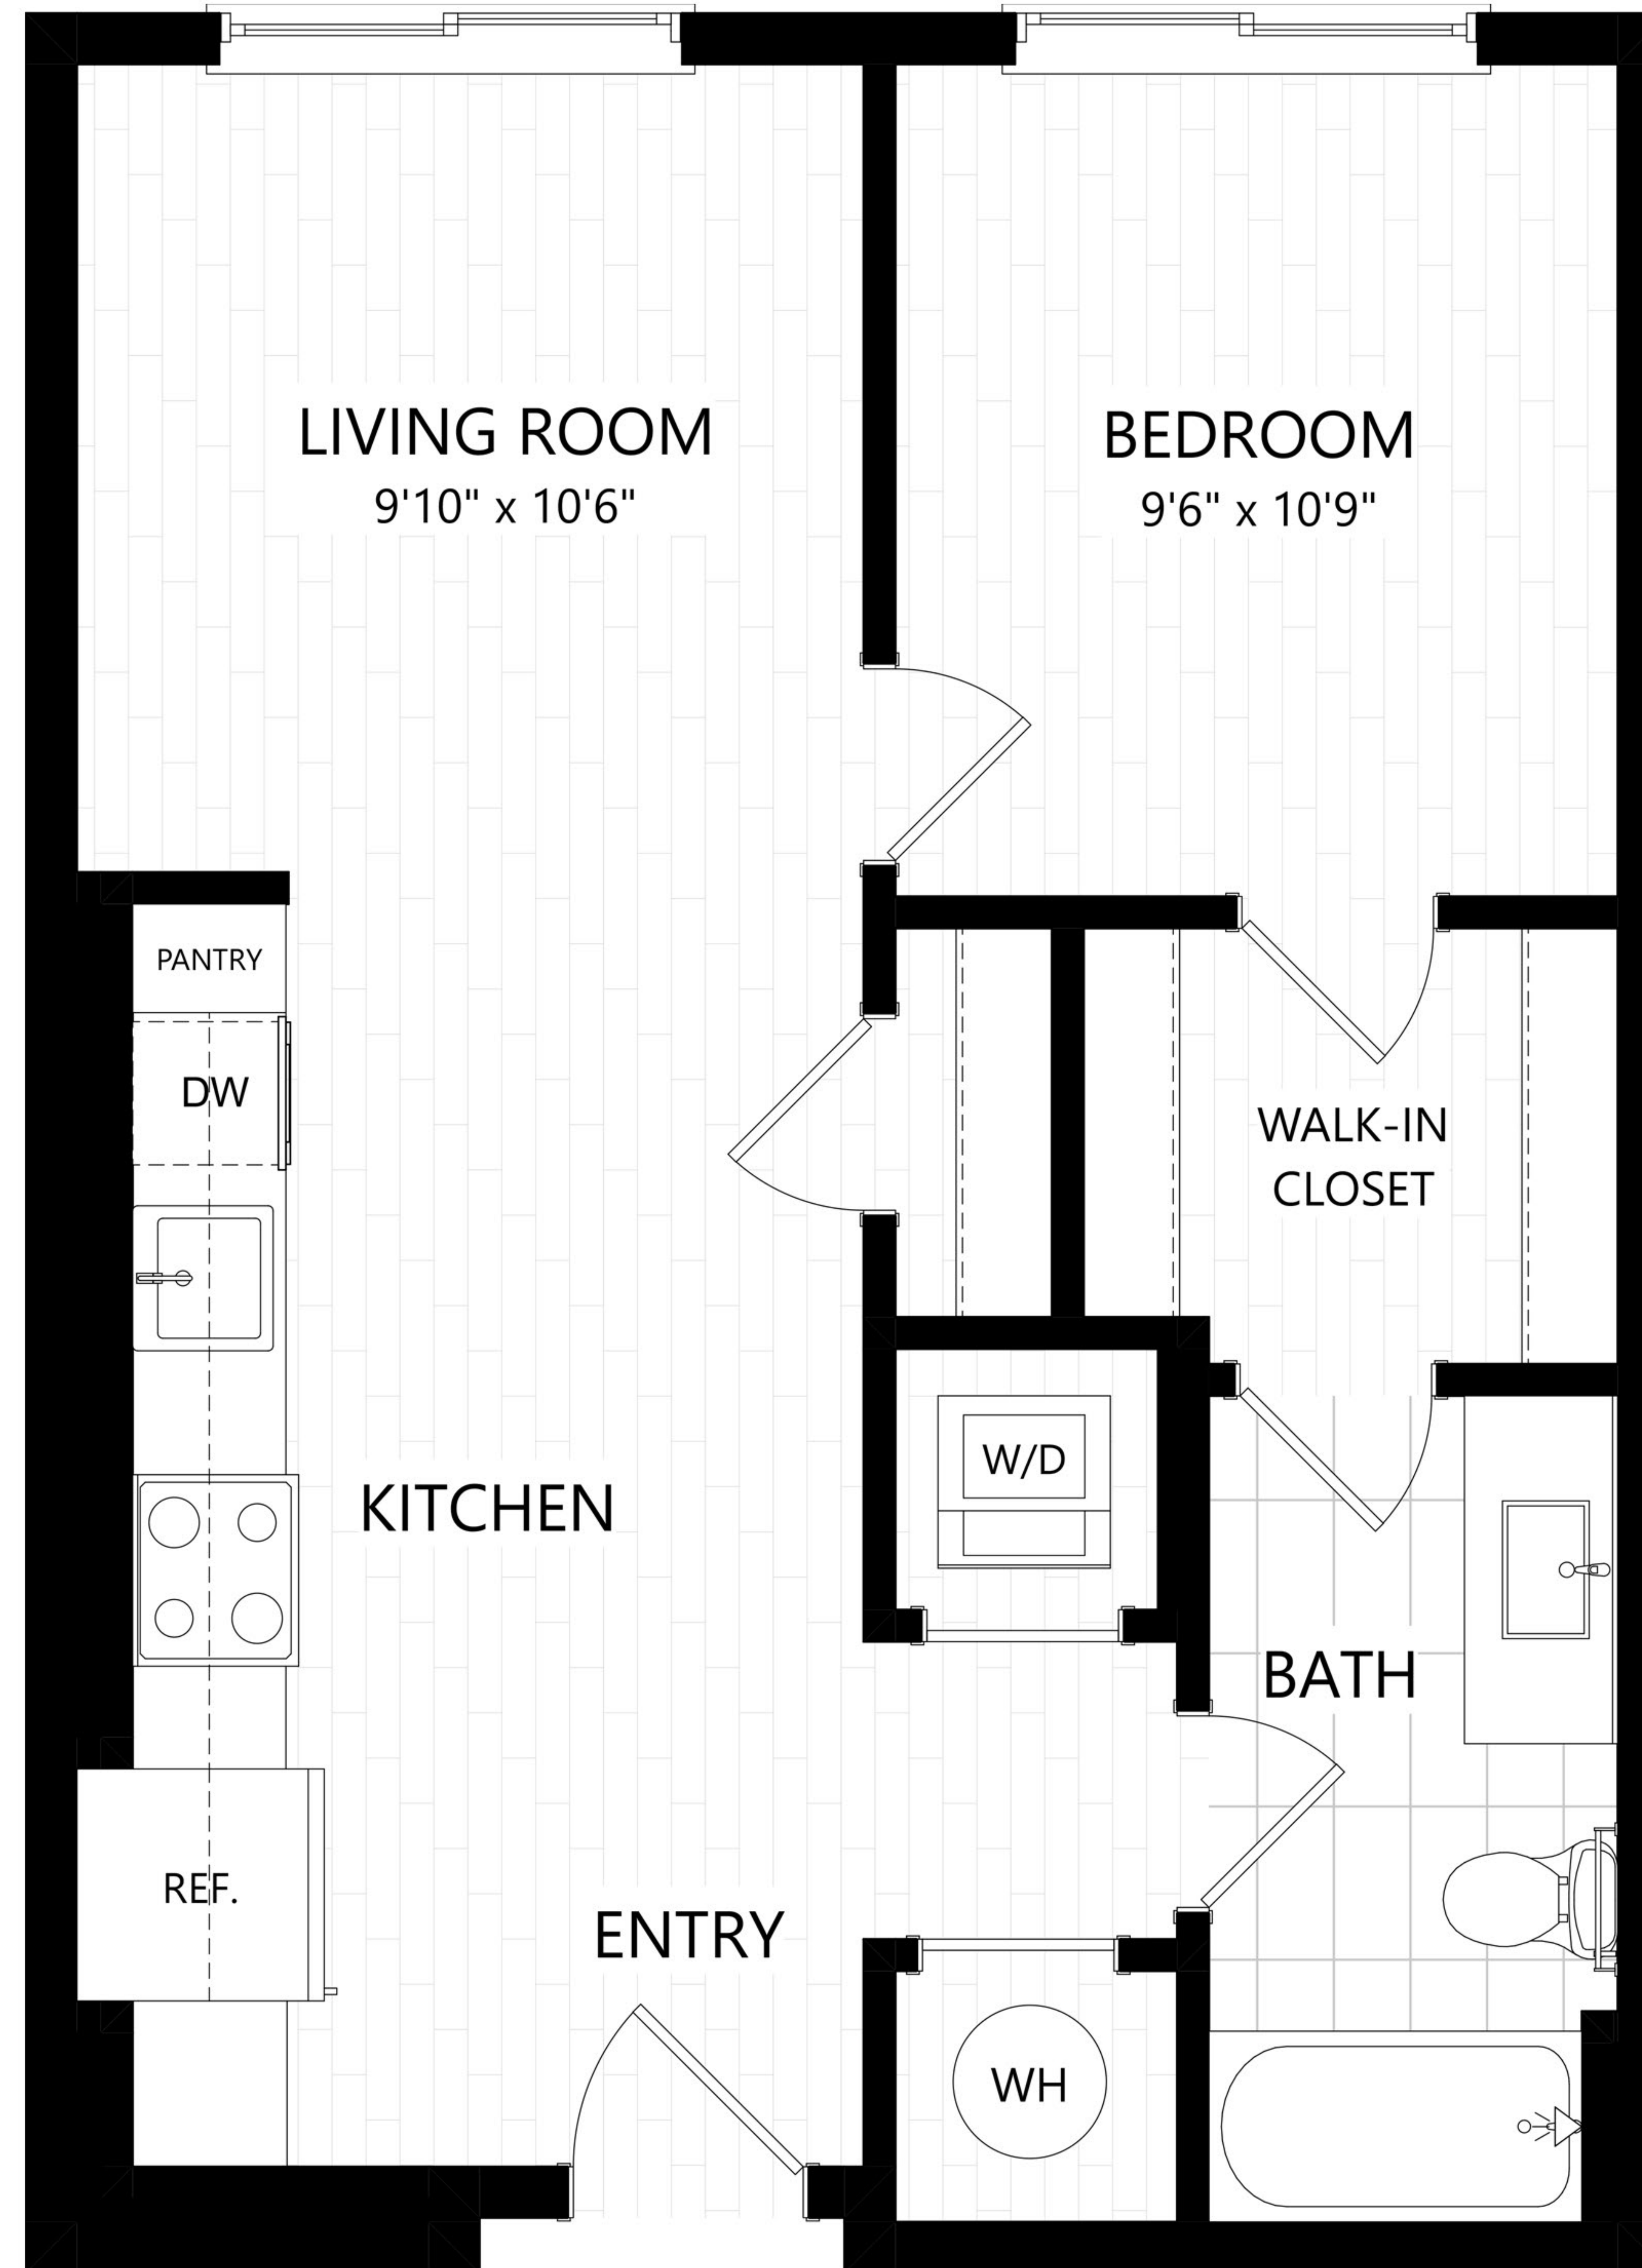 LIVING ROOM
9'10" x 10'6"
BEDROOM
9'6" x 10'9"
PANTRY
DW
WALK-IN
CLOSET
W/D
KITCHEN
BATH
REF.
ENTRY
WH